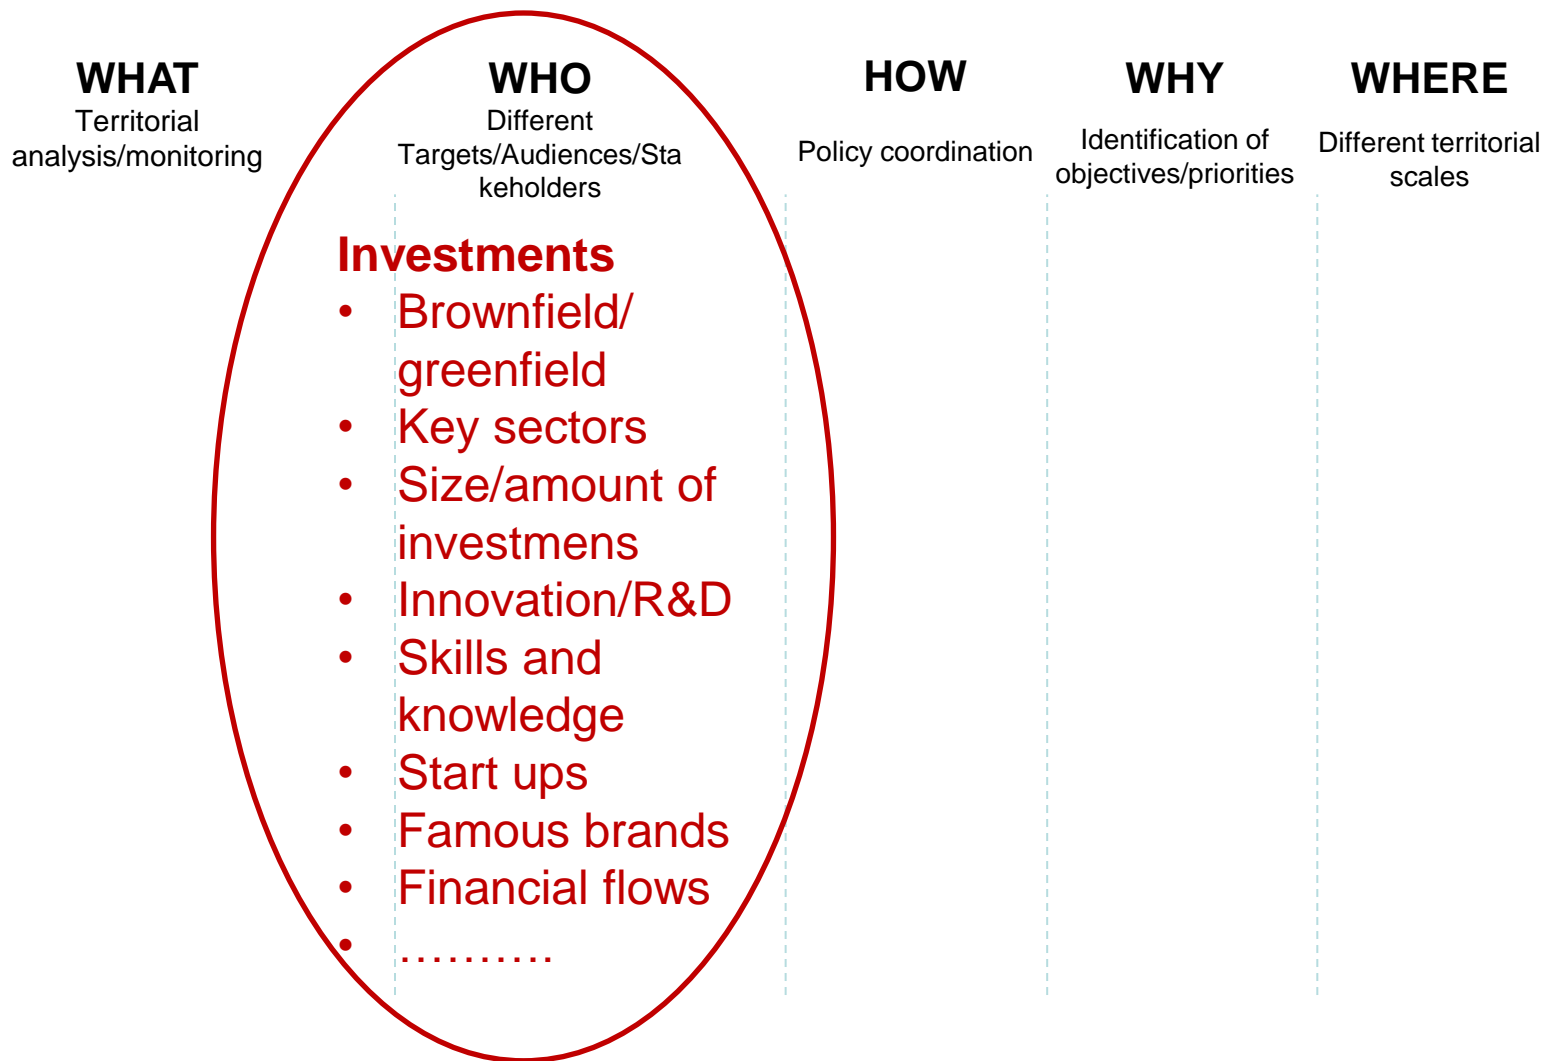 WHAT
Territorial
analysis/monitoring
WHO
Different
Targets/Audiences/Sta
keholders
HOW
Policy coordination
WHY
Identification of
objectives/priorities
WHERE
Different territorial
scales
Investments
• Brownfield/
greenfield
• Key sectors
• Size/amount of
investmens
• Innovation/R&D
• Skills and
knowledge
• Start ups
• Famous brands
• Financial flows
• ……….